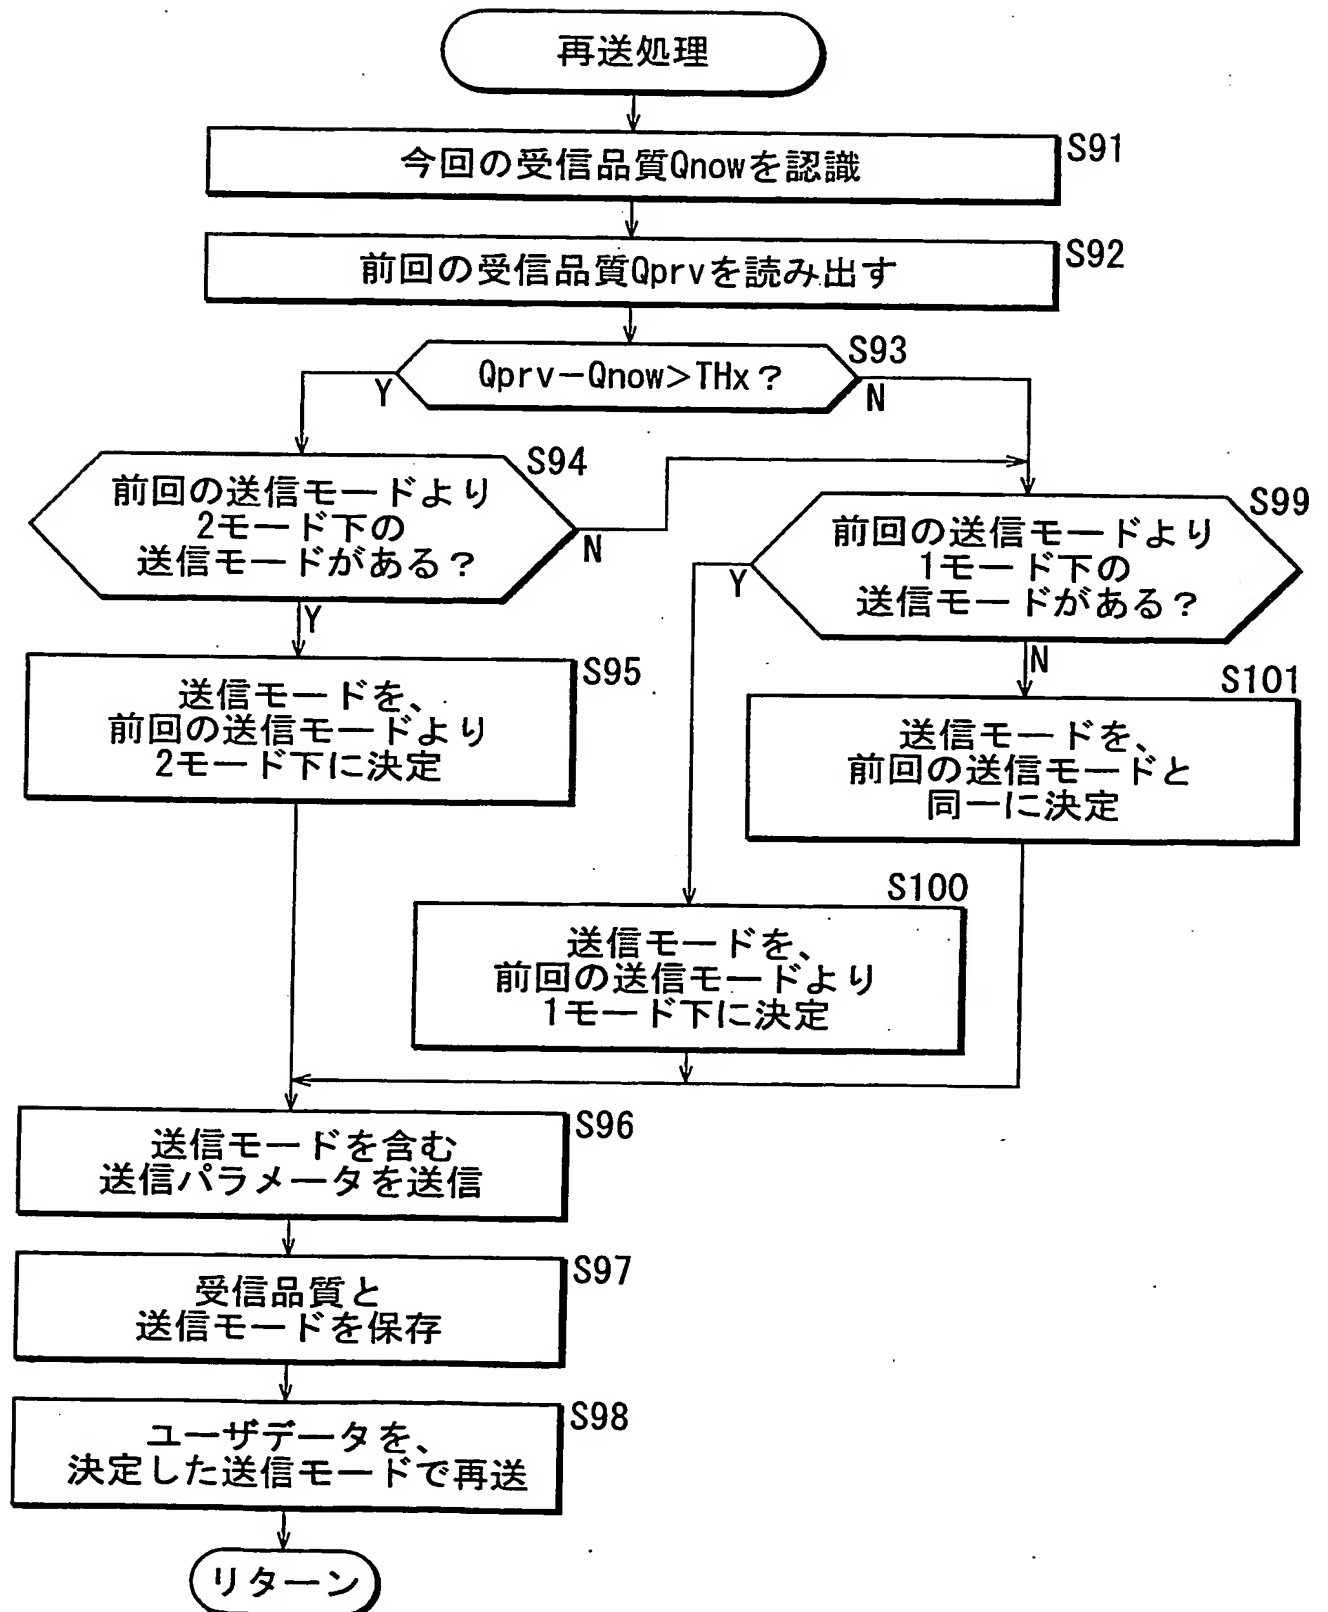 再送処理
今回の受信品質Qnowを認識
S91
前回の受信品質Qprvを読み出す
S92
Qprv−Qnow>THx?
S93
Y
N
前回の送信モードより
2モード下の
送信モードがある?
S94
N
Y
前回の送信モードより
1モード下の
送信モードがある?
S99
Y
N
送信モードを、
前回の送信モードより
2モード下に決定
S95
送信モードを、
前回の送信モードと
同一に決定
S101
送信モードを、
前回の送信モードより
1モード下に決定
S100
送信モードを含む
送信パラメータを送信
S96
受信品質と
送信モードを保存
S97
ユーザデータを、
決定した送信モードで再送
S98
リターン